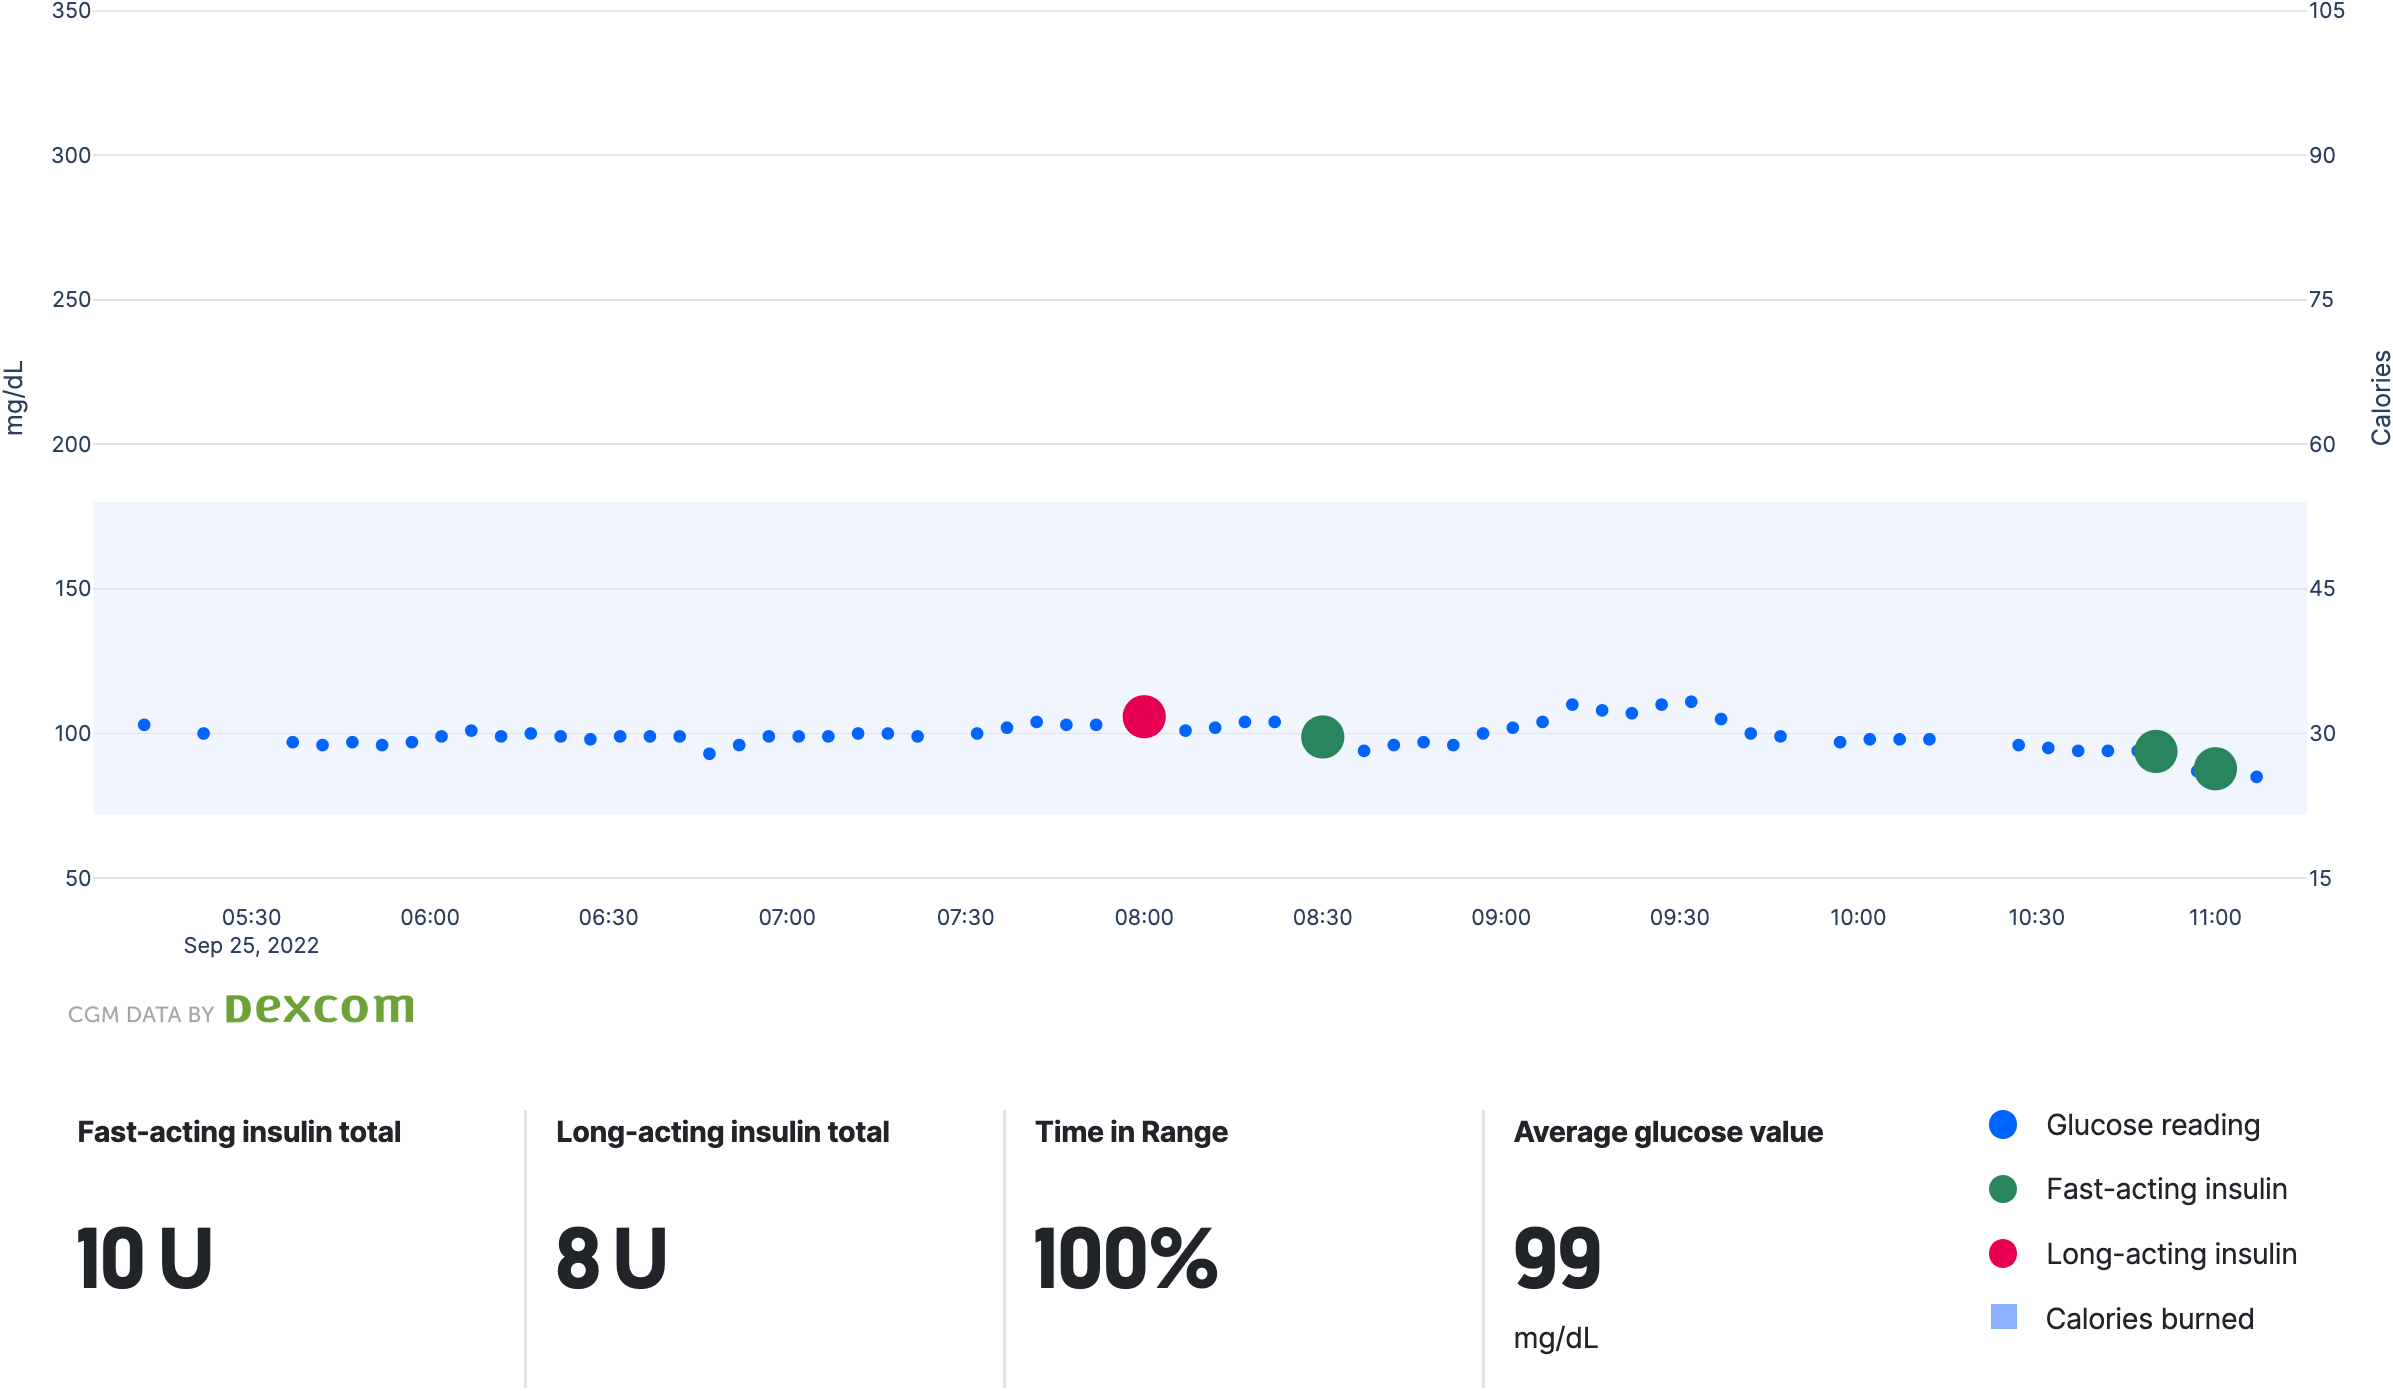 350
105
300
90
250
75
mg/dL
Calories
200
60
150
45
100
30
50
15
05:30 06:00 06:30 07:00 07:30 08:00 08:30 09:00 09:30 10:00 10:30 11:00
Sep 25, 2022
CGM DATA BY Dexcom
Fast-acting insulin total
10 U
Long-acting insulin total
8 U
Time in Range
100%
Average glucose value
99
mg/dL
Glucose reading
Fast-acting insulin
Long-acting insulin
Calories burned